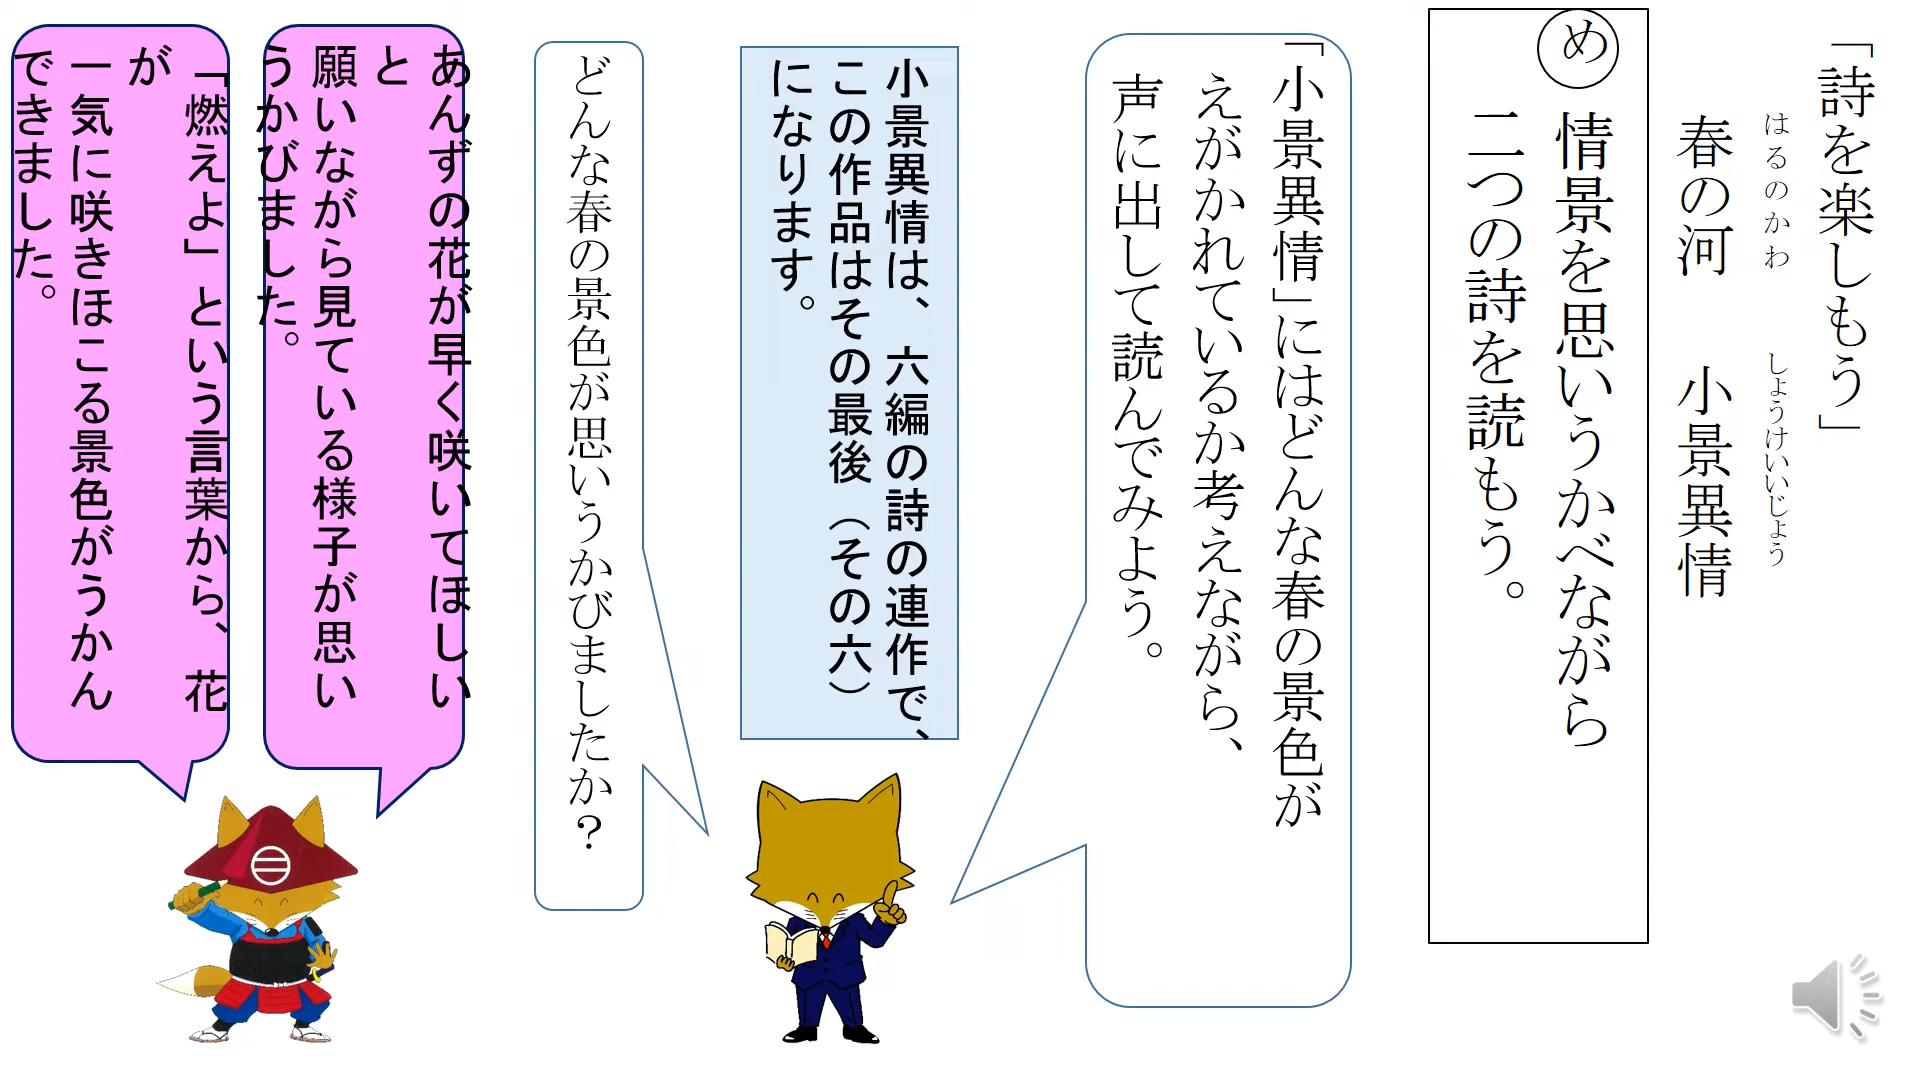 「詩を楽しもう」
はるのかわ
しょうけいいじょう
春の河 小景異情
め
情景を思いうかべながら
二つの詩を読もう。
「小景異情」にはどんな春の景色が
えがかれているか考えながら、
声に出して読んでみよう。
小景異情は、六編の詩の連作で、
この作品はその最後（その六）
になります。
どんな春の景色が思いうかびましたか？
あんずの花が早く咲いてほしい
と
願いながら見ている様子が思い
うかびました。
「燃えよ」という言葉から、花
が
一気に咲きほこる景色がうかん
できました。